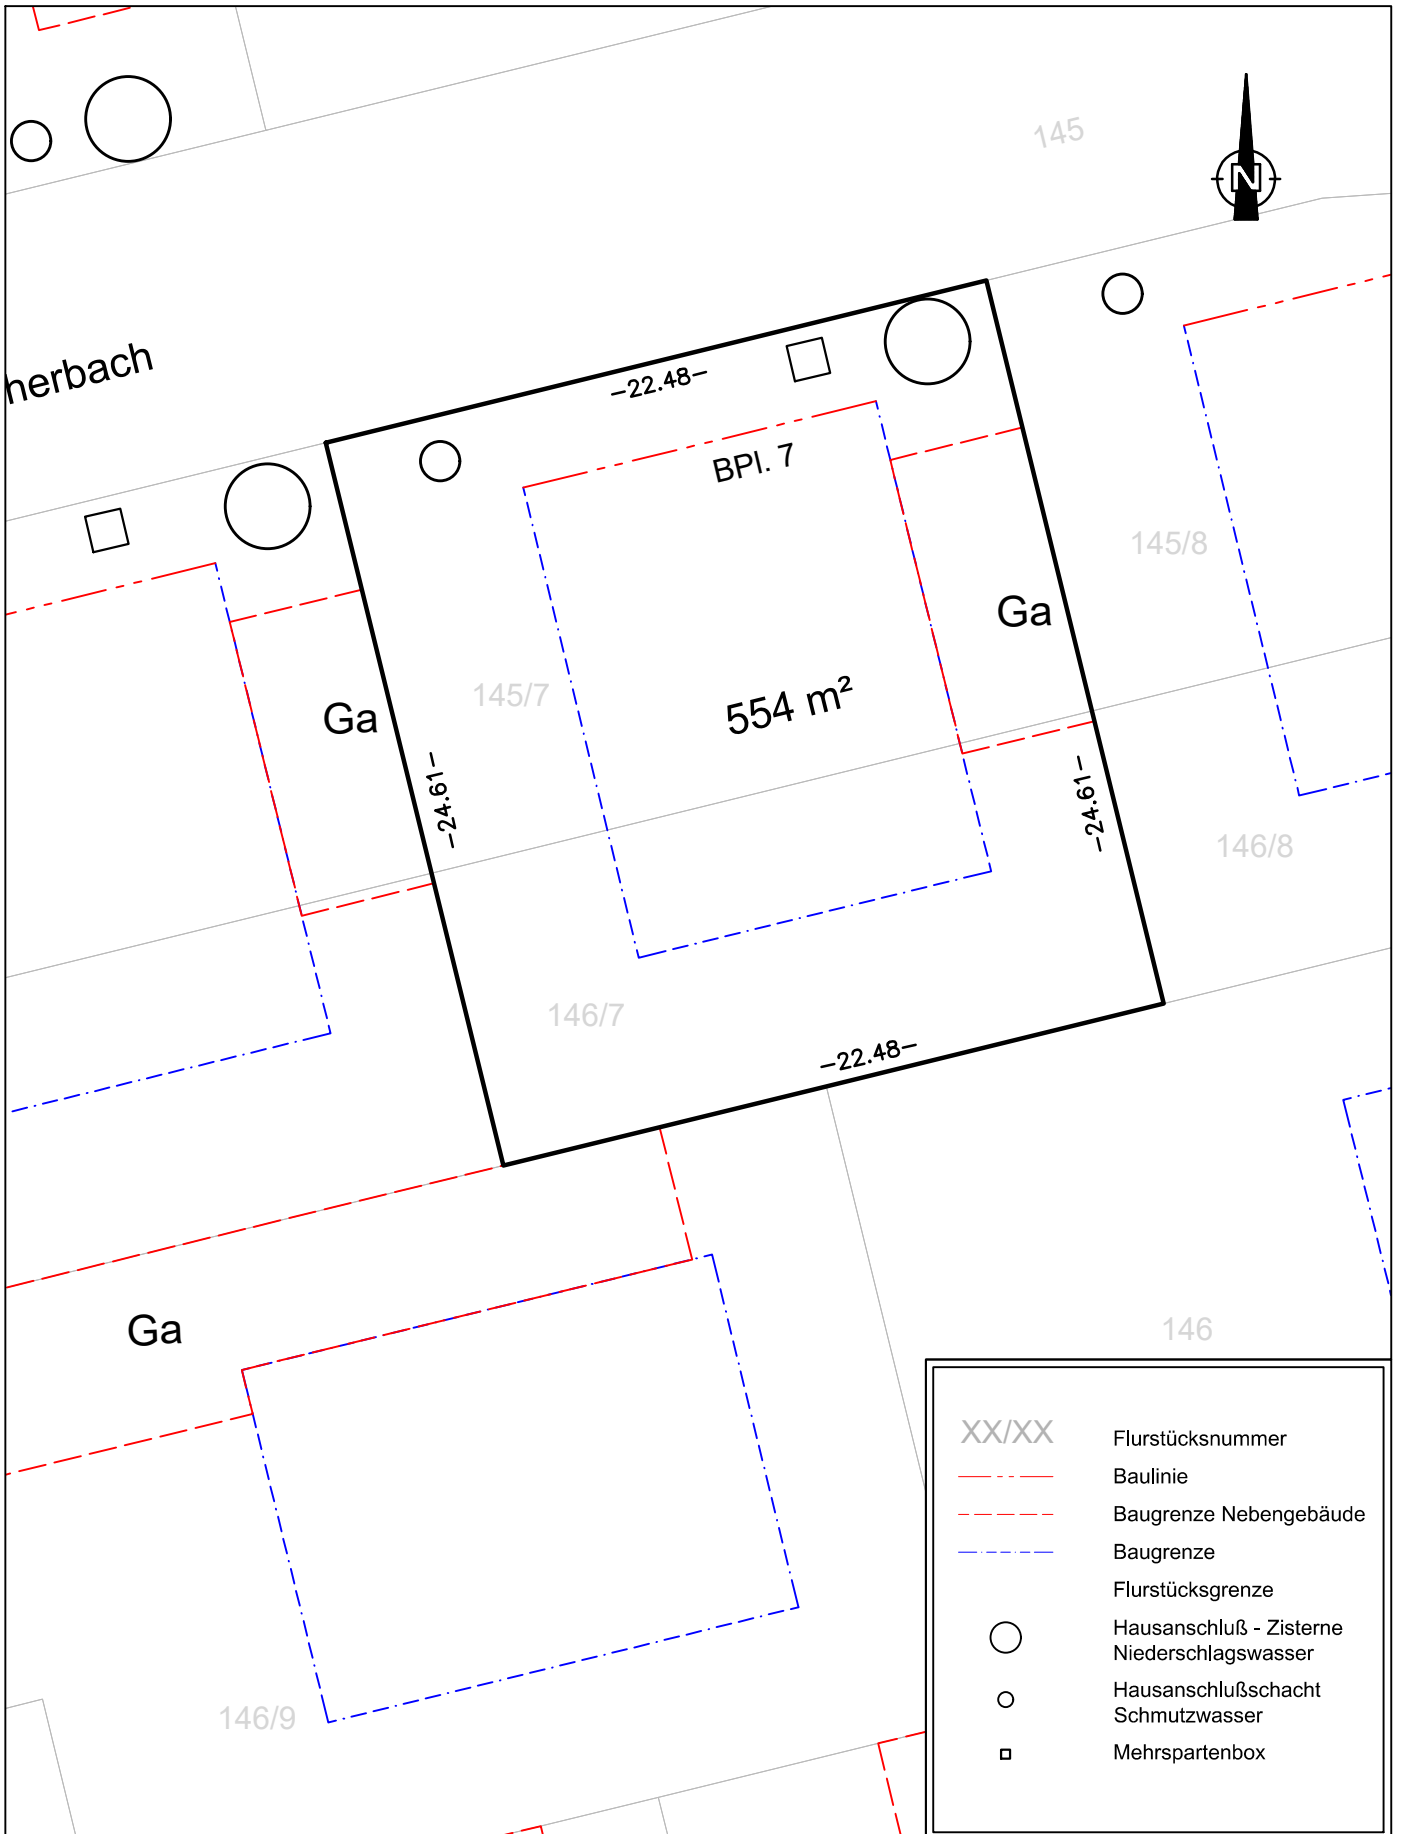 145
N
herbach
-22.48-
BPl. 7
145/8
Ga
145/7
554 m²
Ga
-24.61-
-24.61-
146/8
146/7
-22.48-
Ga
146
146/9
XX/XX Flurstücksnummer
Baulinie
Baugrenze Nebengebäude
Baugrenze
Flurstücksgrenze
Hausanschluß - Zisterne
Niederschlagswasser
Hausanschlußschacht
Schmutzwasser
Mehrspartenbox